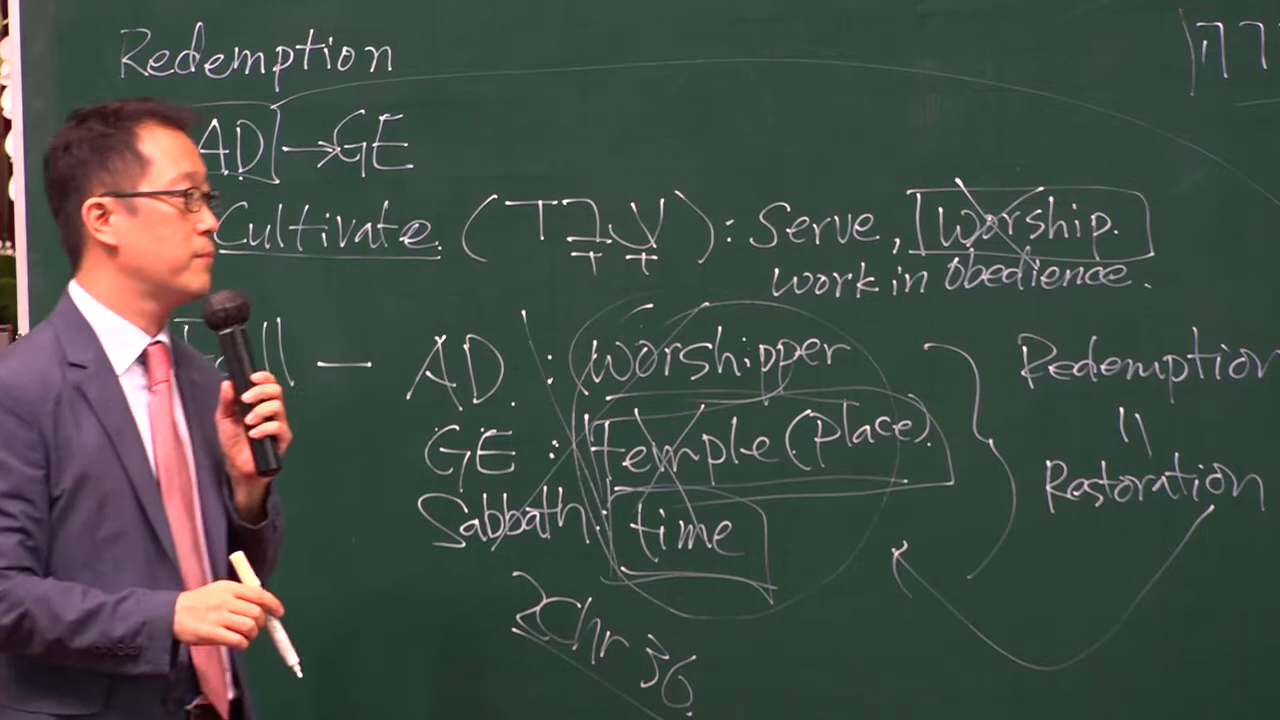 Redemption
AD → GE
Cultivate (עָבָד) : Serve, Worship.
work in obedience.
— AD : worshipper
GE : temple (place).
Sabbath : time
Redemption
=
Restoration
2Chr 36